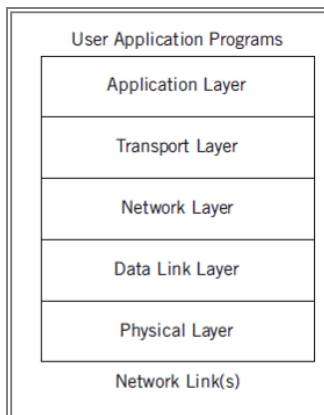 User Application Programs
Application Layer
Transport Layer
Network Layer
Data Link Layer
Physical Layer
Network Link(s)